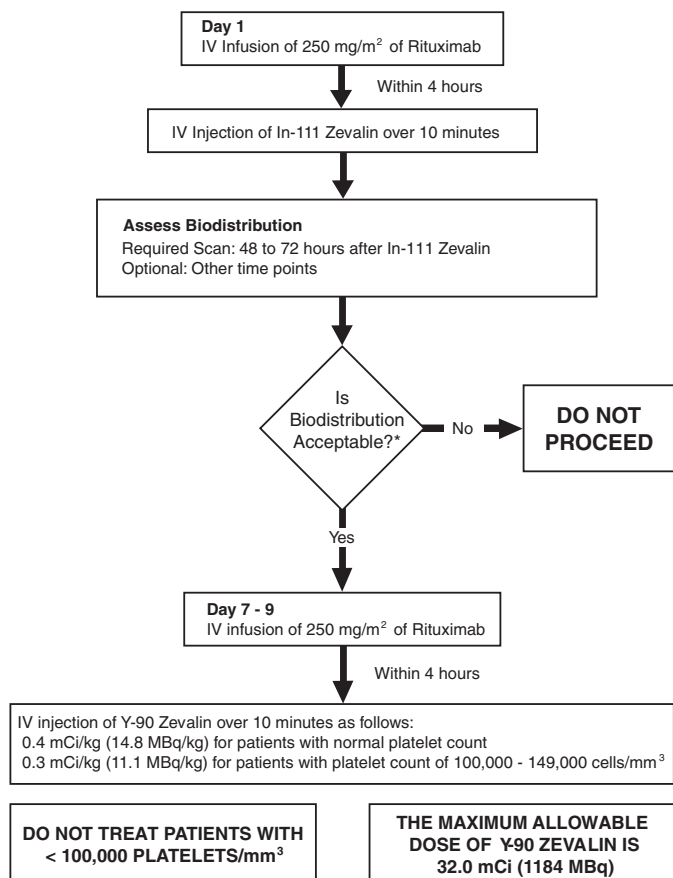 Day 1
IV Infusion of 250 mg/m² of Rituximab
Within 4 hours
IV Injection of In-111 Zevalin over 10 minutes
Assess Biodistribution
Required Scan: 48 to 72 hours after In-111 Zevalin
Optional: Other time points
Is
Biodistribution
Acceptable?*
No
DO NOT
PROCEED
Yes
Day 7 - 9
IV infusion of 250 mg/m² of Rituximab
Within 4 hours
IV injection of Y-90 Zevalin over 10 minutes as follows:
0.4 mCi/kg (14.8 MBq/kg) for patients with normal platelet count
0.3 mCi/kg (11.1 MBq/kg) for patients with platelet count of 100,000 - 149,000 cells/mm³
DO NOT TREAT PATIENTS WITH
< 100,000 PLATELETS/mm³
THE MAXIMUM ALLOWABLE
DOSE OF Y-90 ZEVALIN IS
32.0 mCi (1184 MBq)